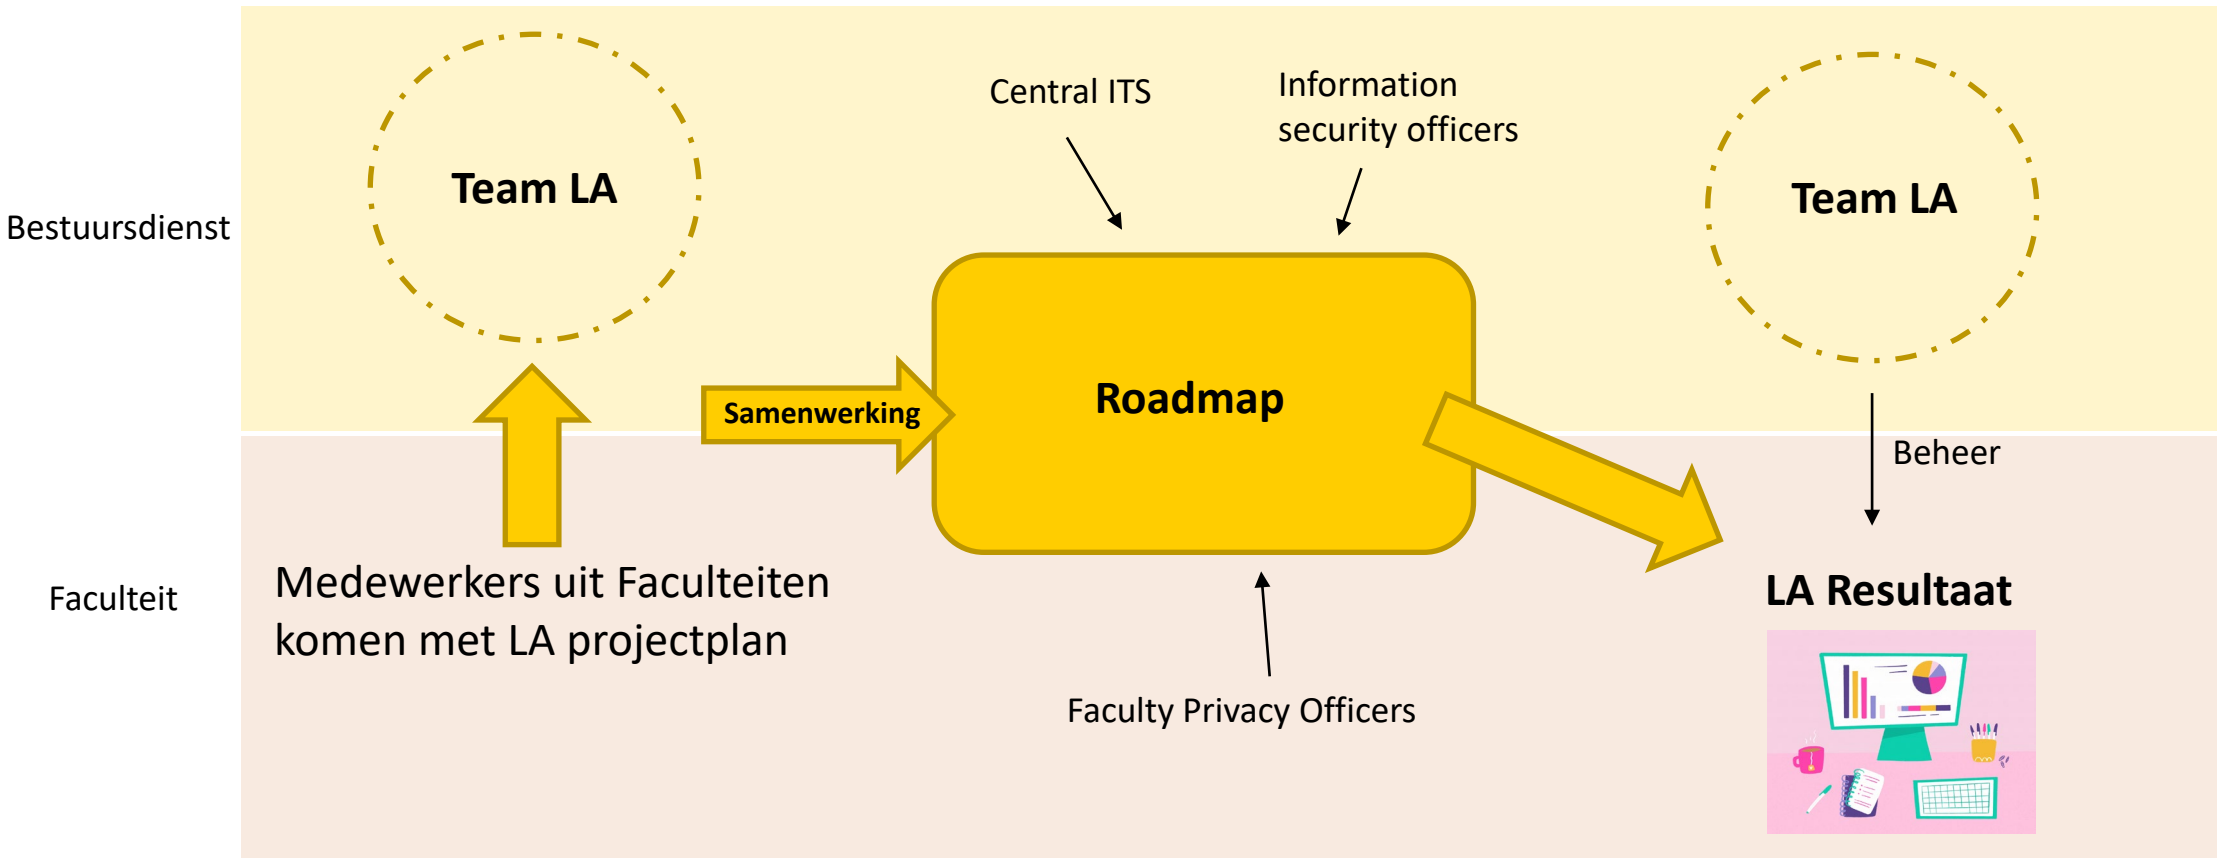 Bestuursdienst
Team LA
Central ITS
Information
security officers
Team LA
Samenwerking
Roadmap
Beheer
Faculteit
Medewerkers uit Faculteiten
komen met LA projectplan
Faculty Privacy Officers
LA Resultaat